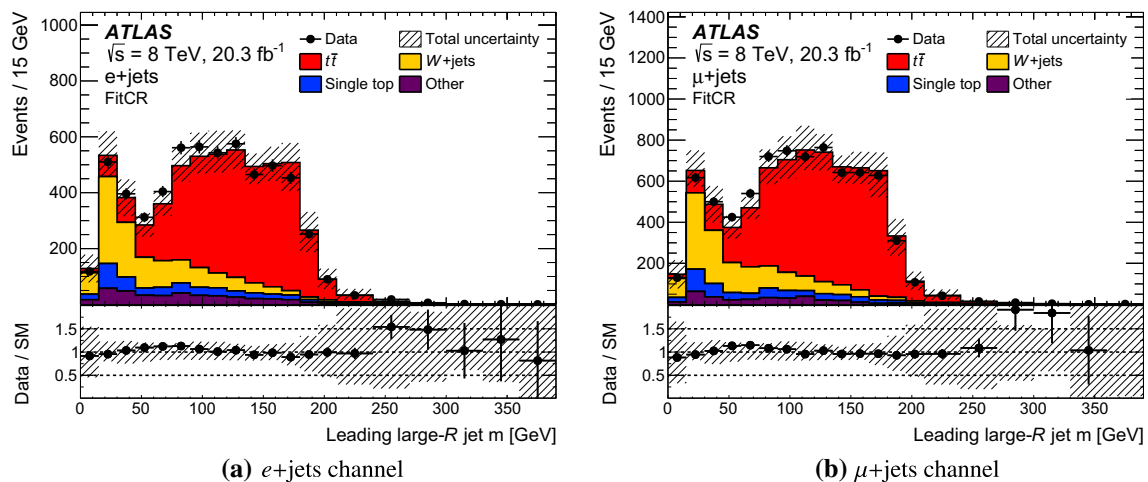 ATLAS
√s = 8 TeV, 20.3 fb-1
e+jets
FitCR
Data
Total uncertainty
tt̄
W+jets
Single top
Other
Events / 15 GeV
1000
800
600
400
200
Data / SM
1.5
1
0.5
0 50 100 150 200 250 300 350
Leading large-R jet m [GeV]
(a) e+jets channel
ATLAS
√s = 8 TeV, 20.3 fb-1
μ+jets
FitCR
Data
Total uncertainty
tt̄
W+jets
Single top
Other
Events / 15 GeV
1400
1200
1000
800
600
400
200
Data / SM
1.5
1
0.5
0 50 100 150 200 250 300 350
Leading large-R jet m [GeV]
(b) μ+jets channel